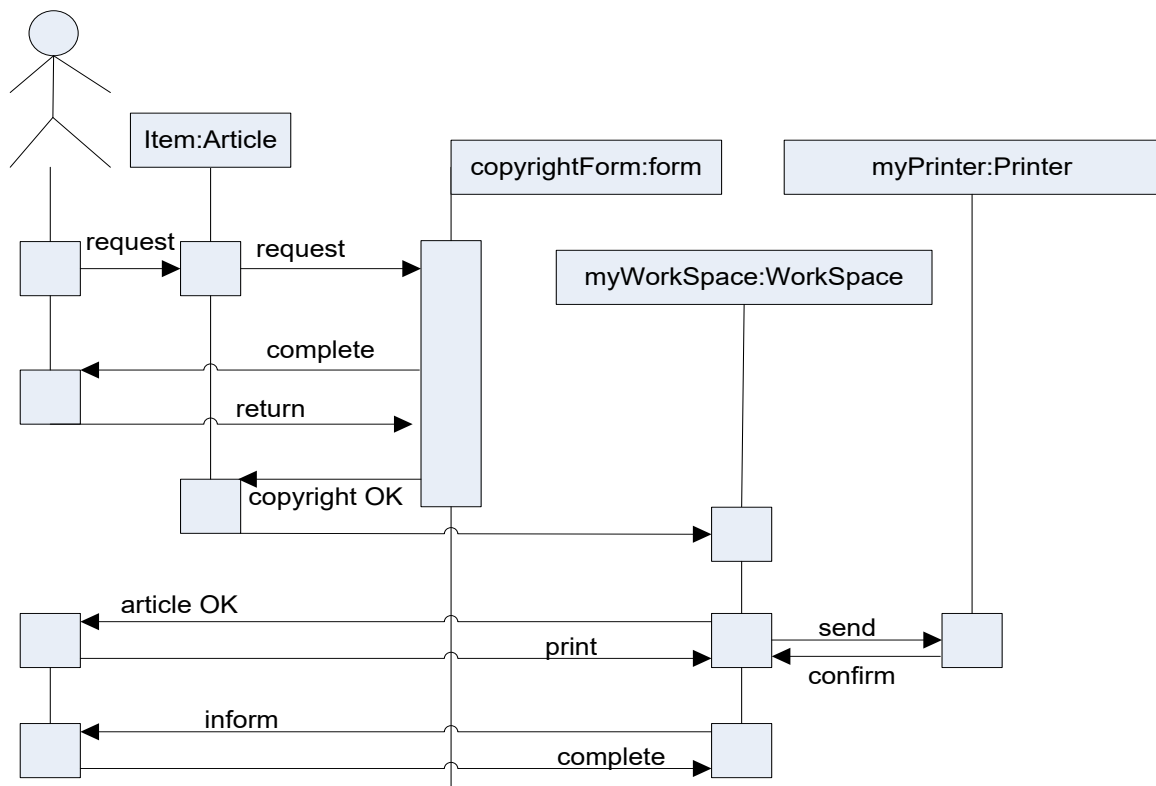 Item:Article
copyrightForm:form
myPrinter:Printer
request
request
myWorkSpace:WorkSpace
complete
return
copyright OK
article OK
send
print
confirm
inform
complete